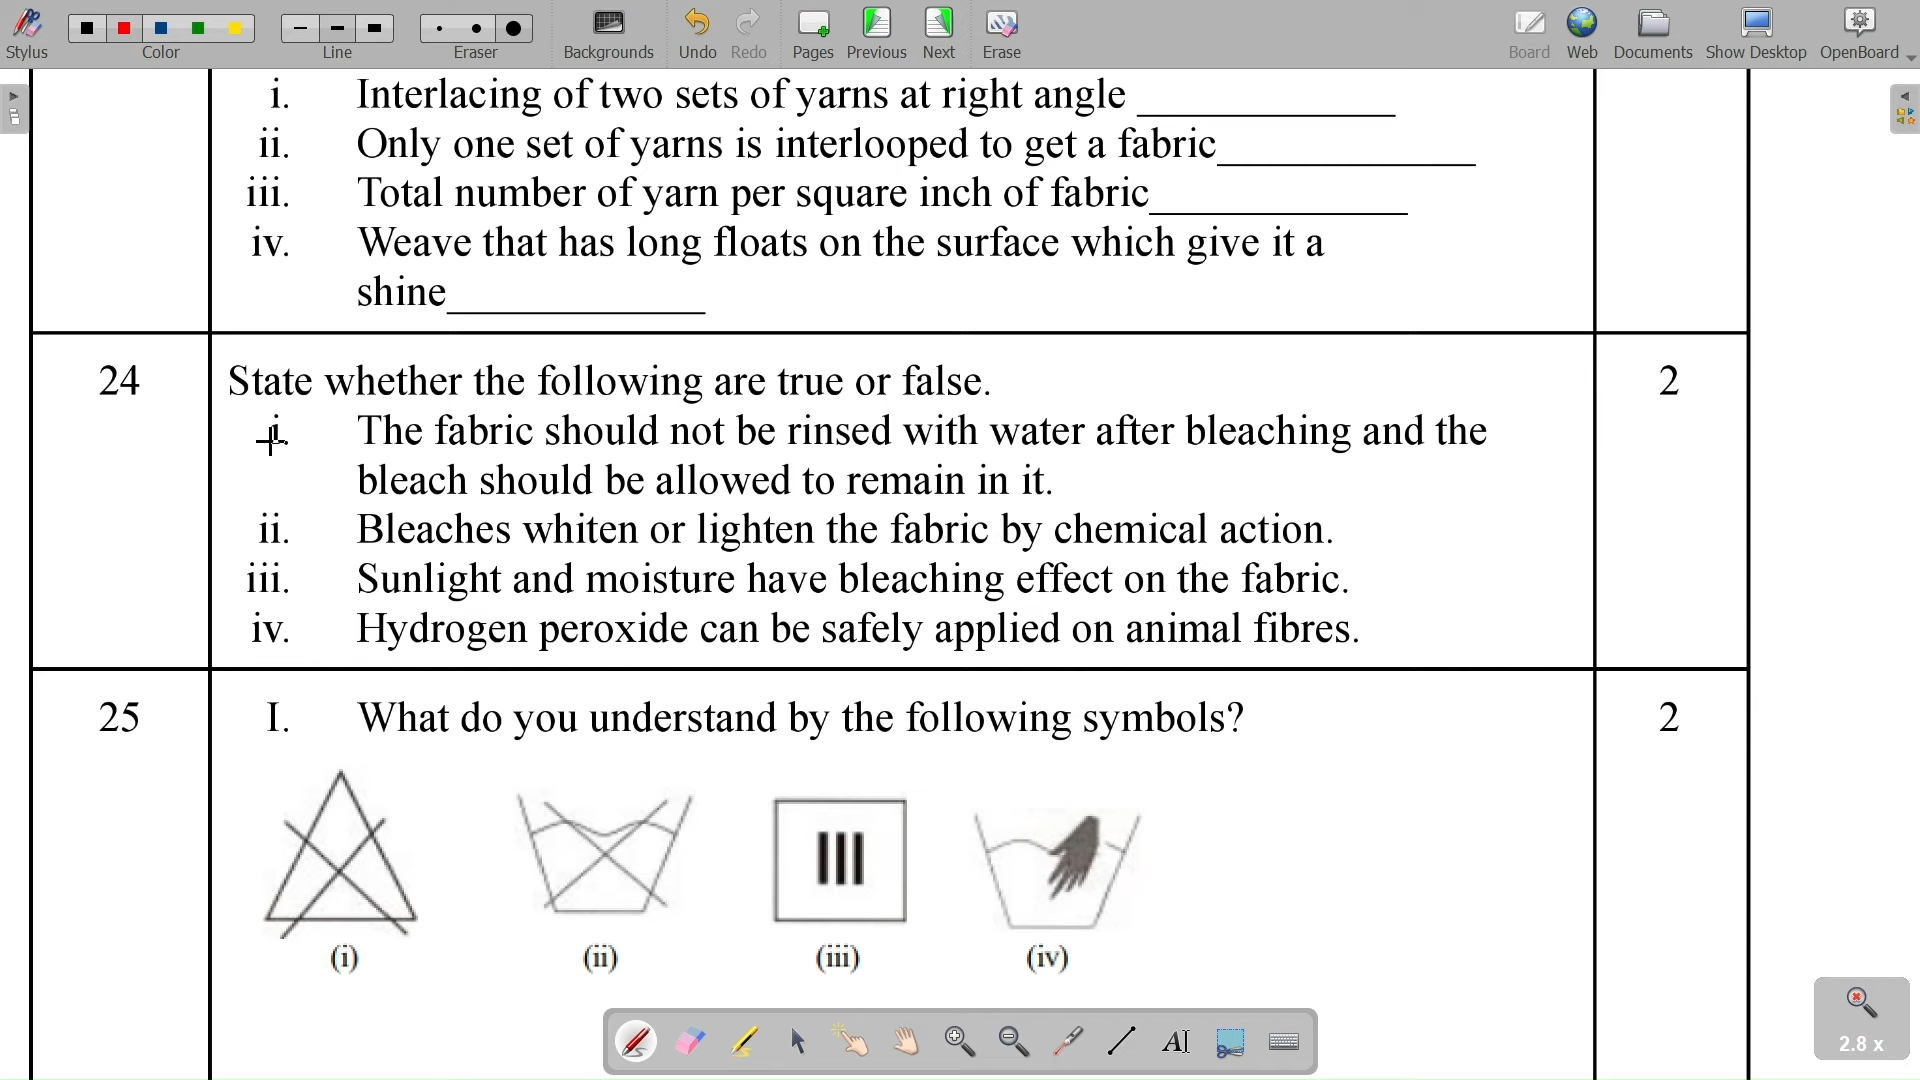 Stylus
Color
Line
Eraser
Backgrounds
Undo
Redo
Pages
Previous
Next
Erase
Board
Web
Documents
Show Desktop
OpenBoard
i. Interlacing of two sets of yarns at right angle ____________
ii. Only one set of yarns is interlooped to get a fabric____________
iii. Total number of yarn per square inch of fabric____________
iv. Weave that has long floats on the surface which give it a
shine____________
24 State whether the following are true or false. 2
i. The fabric should not be rinsed with water after bleaching and the
bleach should be allowed to remain in it.
ii. Bleaches whiten or lighten the fabric by chemical action.
iii. Sunlight and moisture have bleaching effect on the fabric.
iv. Hydrogen peroxide can be safely applied on animal fibres.
25 I. What do you understand by the following symbols? 2
(i) (ii) (iii) (iv)
AI
2.8 x